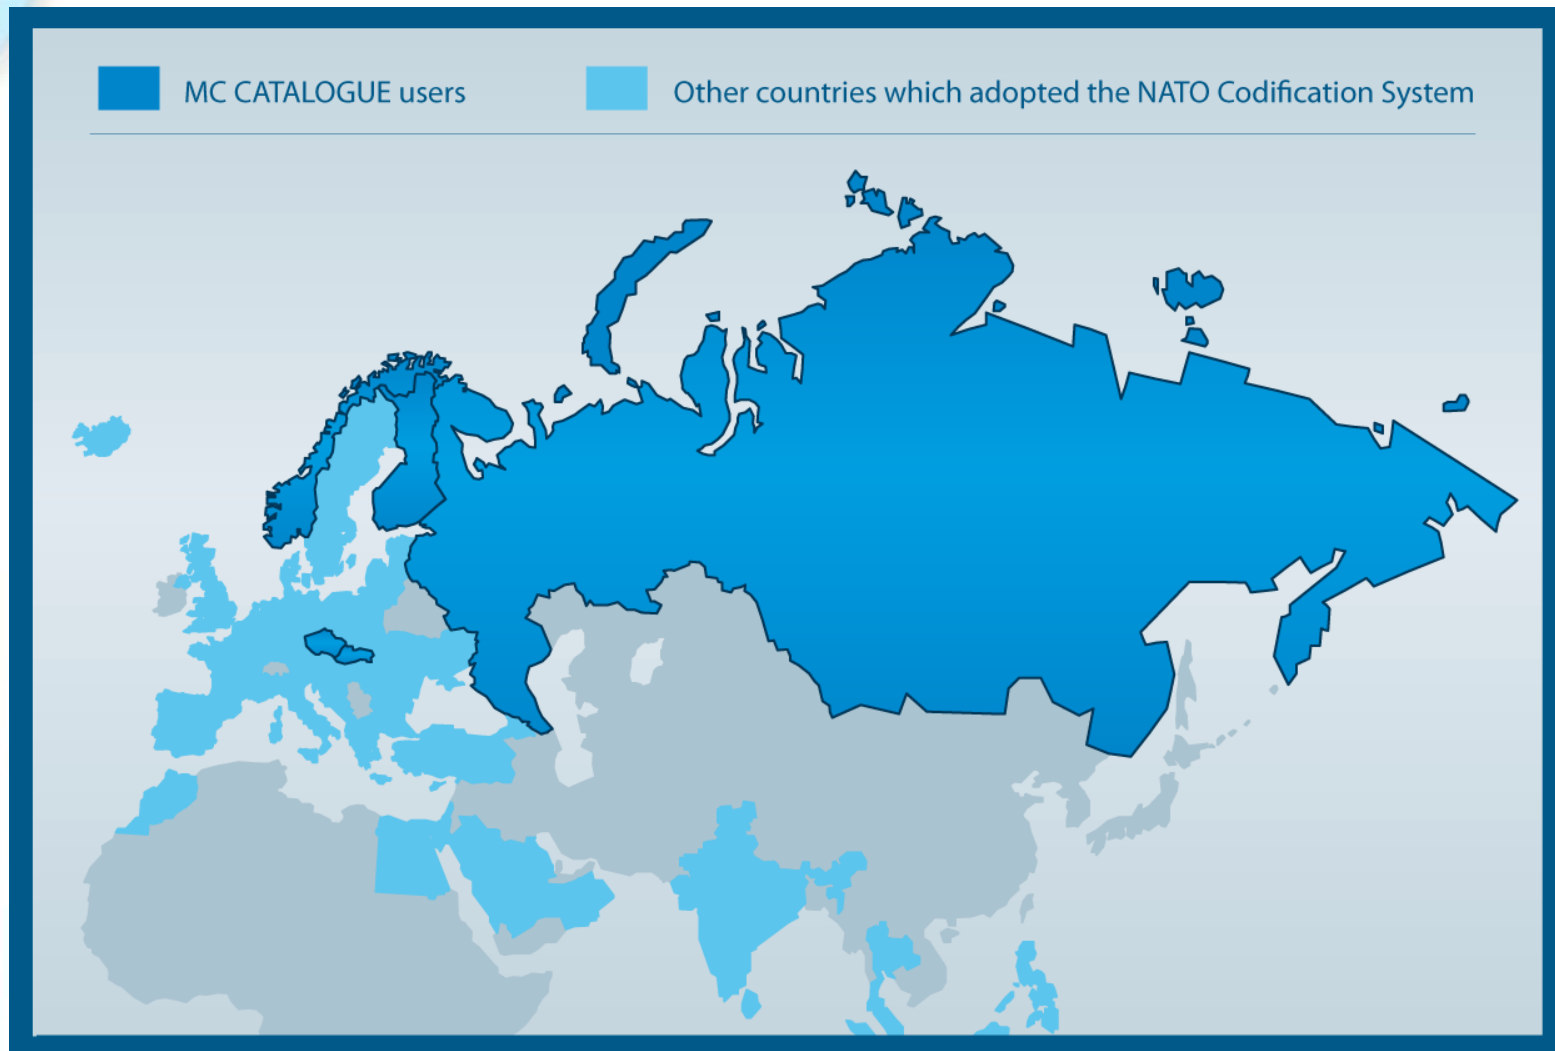 MC CATALOGUE users
Other countries which adopted the NATO Codification System